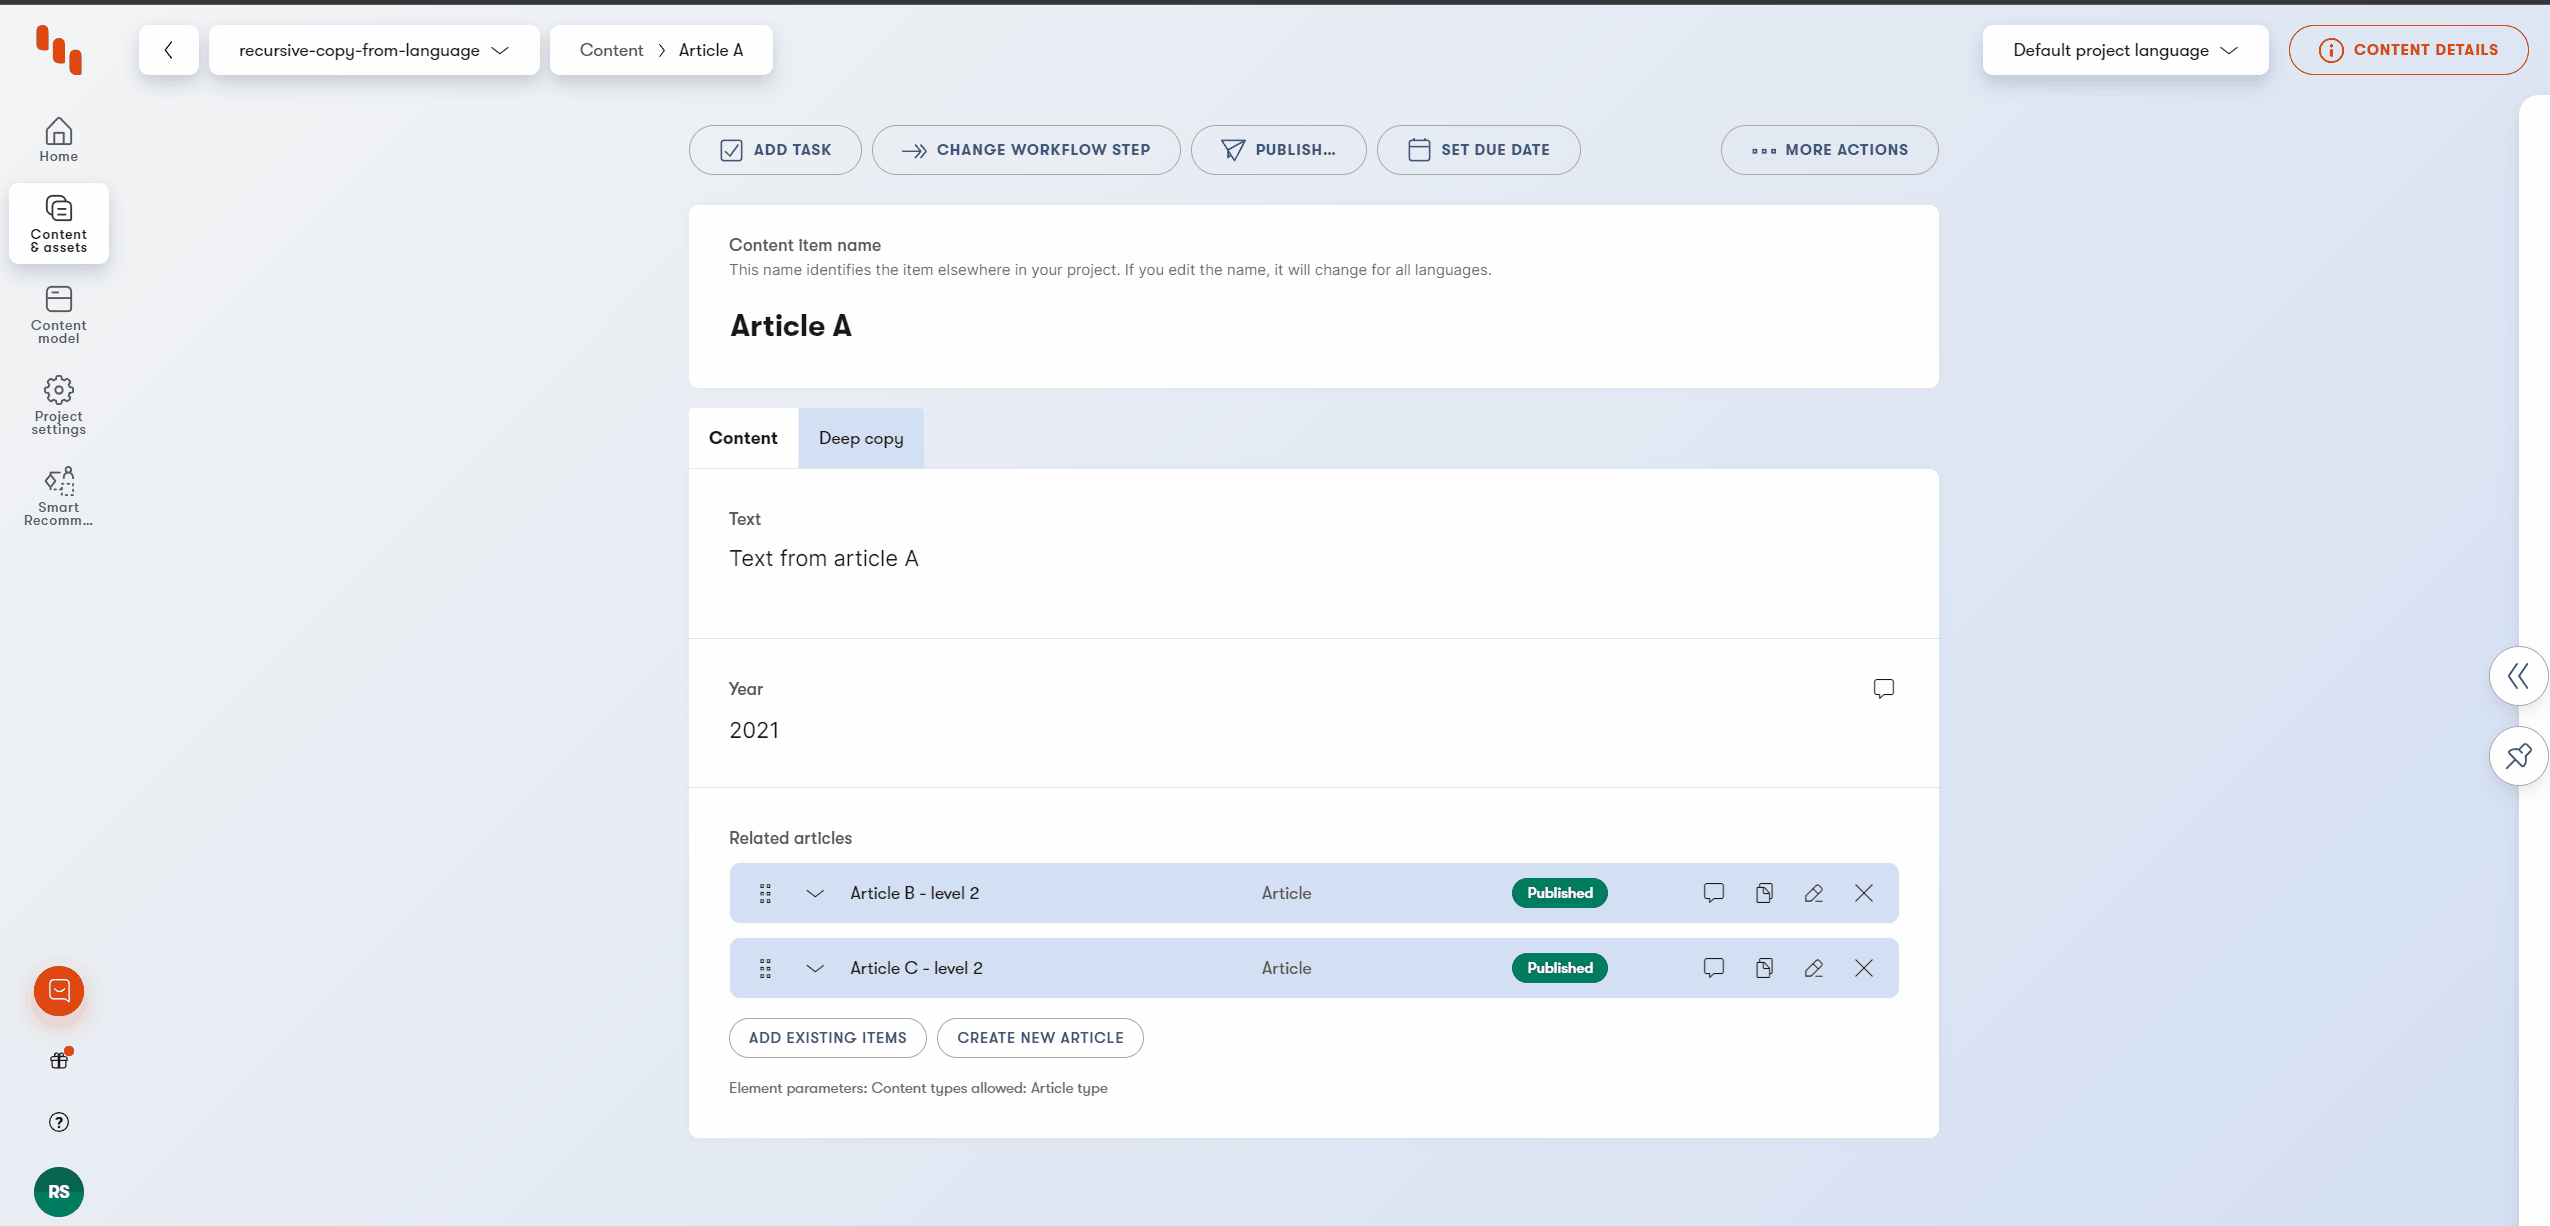 recursive-copy-from-language
Content > Article A
Default project language
CONTENT DETAILS
Home
Content
& assets
Content
model
Project
settings
Smart
Recomm...
RS
ADD TASK
CHANGE WORKFLOW STEP
PUBLISH...
SET DUE DATE
MORE ACTIONS
Content item name
This name identifies the item elsewhere in your project. If you edit the name, it will change for all languages.
Article A
Content
Deep copy
Text
Text from article A
Year
2021
Related articles
Article B - level 2 Article Published
Article C - level 2 Article Published
ADD EXISTING ITEMS
CREATE NEW ARTICLE
Element parameters: Content types allowed: Article type